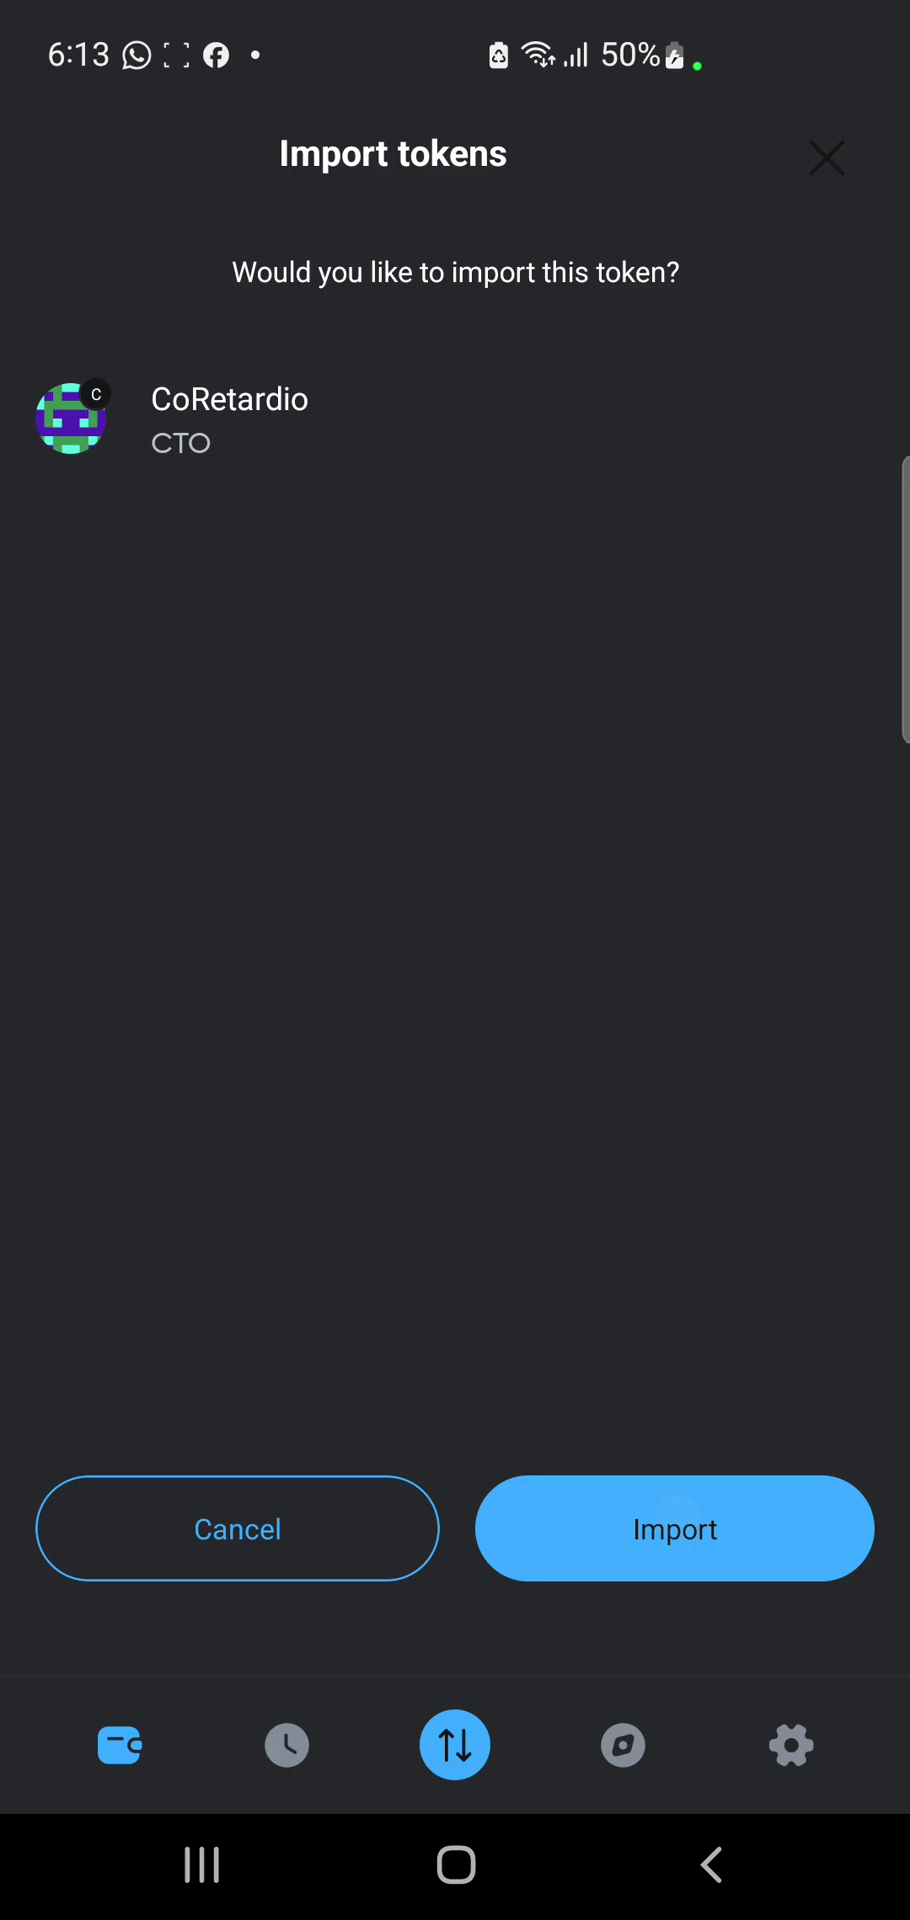 6:13
50%
Import tokens
Would you like to import this token?
C
CoRetardio
CTO
Cancel
Import